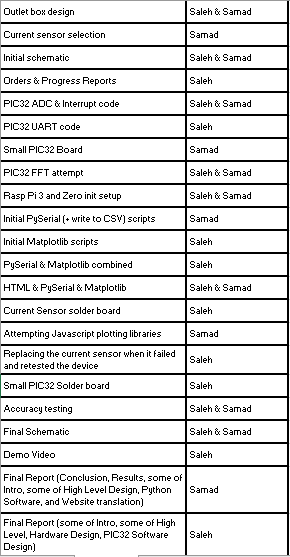 Outlet box design Saleh & Samad
Current sensor selection Samad
Initial schematic Saleh & Samad
Orders & Progress Reports Saleh
PIC32 ADC & Interrupt code Saleh & Samad
PIC32 UART code Saleh
Small PIC32 Board Samad
PIC32 FFT attempt Saleh & Samad
Rasp Pi 3 and Zero init setup Saleh & Samad
Initial PySerial (+ write to CSV) scripts Samad
Initial Matplotlib scripts Saleh
PySerial & Matplotlib combined Saleh
HTML & PySerial & Matplotlib Saleh & Samad
Current Sensor solder board Saleh
Attempting Javascript plotting libraries Samad
Replacing the current sensor when it failed
and retested the device
Saleh
Small PIC32 Solder board Saleh
Accuracy testing Saleh & Samad
Final Schematic Saleh & Samad
Demo Video Saleh
Final Report (Conclusion, Results, some of
Intro, some of High Level Design, Python
Software, and Website translation)
Samad
Final Report (some of Intro, some of High
Level, Hardware Design, PIC32 Software
Design)
Saleh